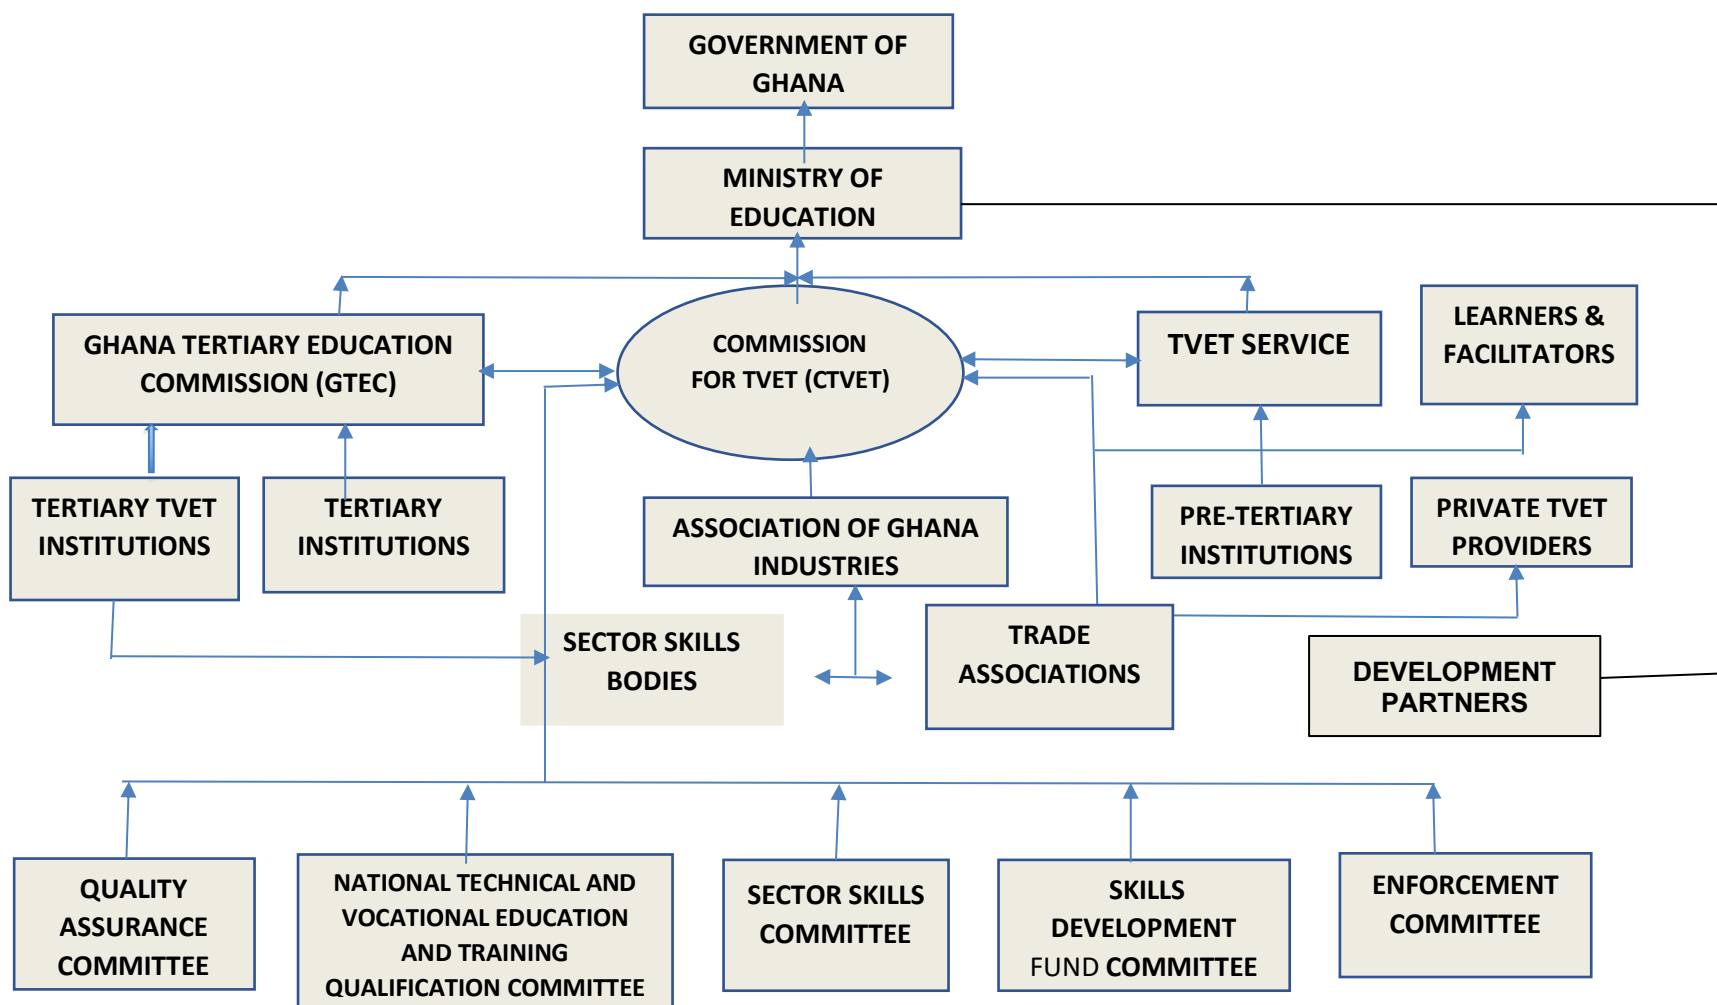 GOVERNMENT OF
GHANA
MINISTRY OF
EDUCATION
GHANA TERTIARY EDUCATION
COMMISSION (GTEC)
COMMISSION
FOR TVET (CTVET)
TVET SERVICE
LEARNERS &
FACILITATORS
TERTIARY TVET
INSTITUTIONS
TERTIARY
INSTITUTIONS
ASSOCIATION OF GHANA
INDUSTRIES
PRE-TERTIARY
INSTITUTIONS
PRIVATE TVET
PROVIDERS
SECTOR SKILLS
BODIES
TRADE
ASSOCIATIONS
DEVELOPMENT
PARTNERS
QUALITY
ASSURANCE
COMMITTEE
NATIONAL TECHNICAL AND
VOCATIONAL EDUCATION
AND TRAINING
QUALIFICATION COMMITTEE
SECTOR SKILLS
COMMITTEE
SKILLS
DEVELOPMENT
FUND COMMITTEE
ENFORCEMENT
COMMITTEE